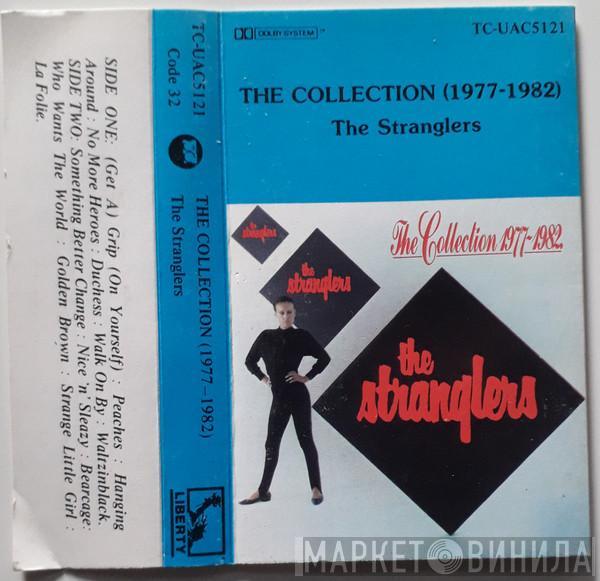 SIDE ONE: (Get A) Grip (On Yourself) : Peaches : Hanging
Around : No More Heroes : Duchess : Walk On By : Waltzinblack.
SIDE TWO: Something Better Change : Nice 'n' Sleazy : Bearcage:
Who Wants The World : Golden Brown : Strange Little Girl :
La Folie.
TC-UAC5121
Code 32
THE COLLECTION (1977–1982)
The Stranglers
LIBERTY
DOLBY SYSTEM ™
TC-UAC5121
THE COLLECTION (1977-1982)
The Stranglers
The Collection 1977-1982.
the
stranglers
the
stranglers
the
stranglers
МАРКЕТ ВИНИЛА